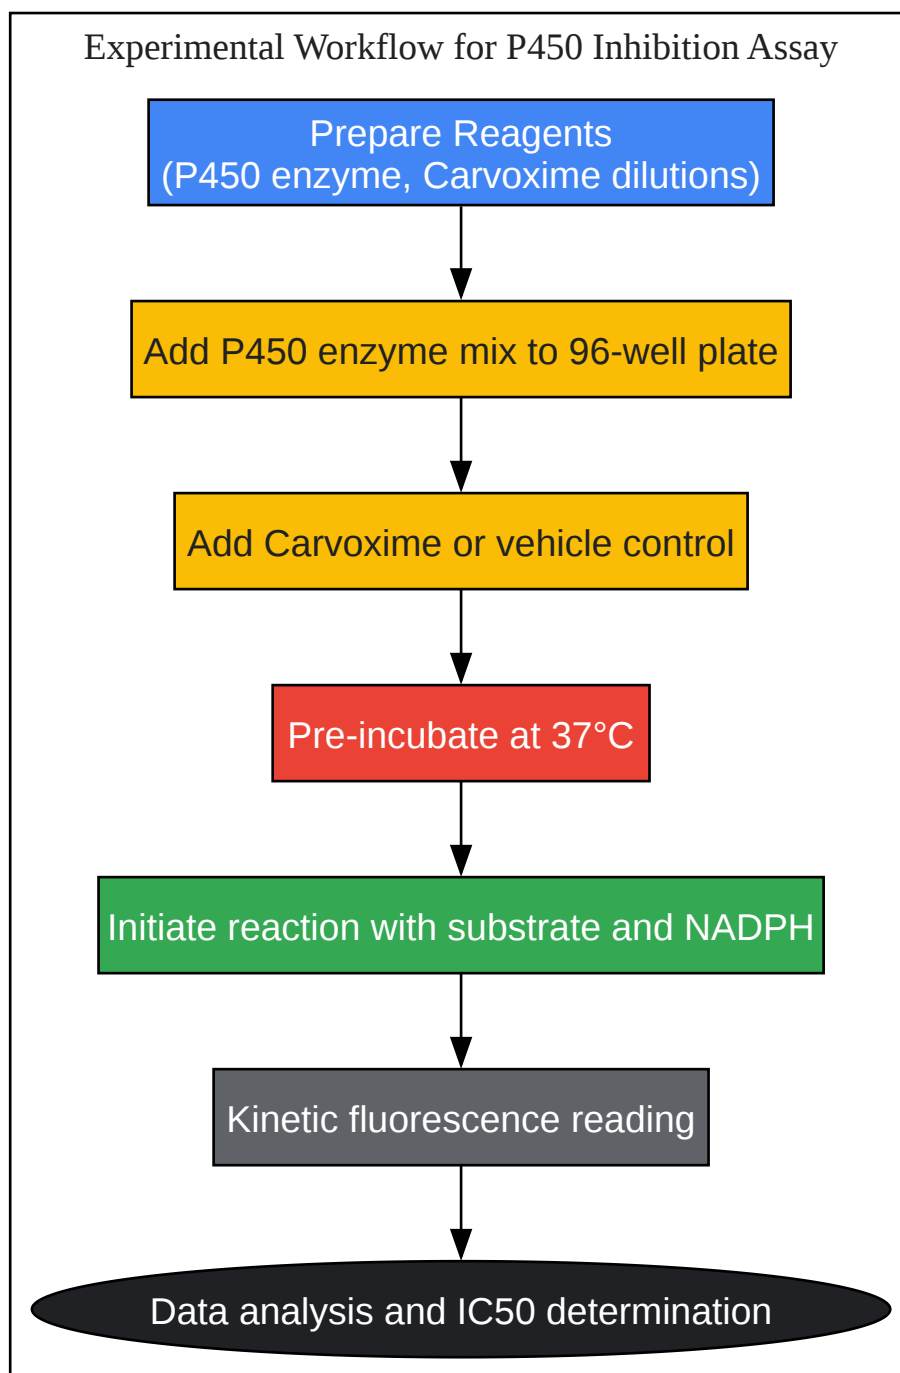 Experimental Workflow for P450 Inhibition Assay
Prepare Reagents
(P450 enzyme, Carvoxime dilutions)
Add P450 enzyme mix to 96-well plate
Add Carvoxime or vehicle control
Pre-incubate at 37°C
Initiate reaction with substrate and NADPH
Kinetic fluorescence reading
Data analysis and IC50 determination